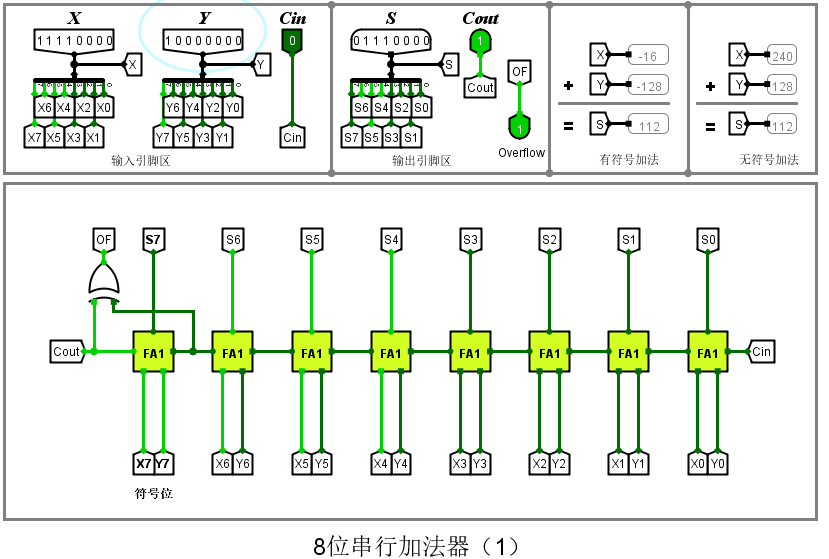 X Y Cin S Cout
11110000 10000000 0 01110000 1
X Y S OF
X -16 X 240
+ Y -128 + Y 128
= S 112 = S 112
X6 X4 X2 X0 Y6 Y4 Y2 Y0 S6 S4 S2 S0 Cout
X7 X5 X3 X1 Y7 Y5 Y3 Y1 Cin S7 S5 S3 S1 1
Overflow
输入引脚区 输出引脚区 有符号加法 无符号加法
OF S7 S6 S5 S4 S3 S2 S1 S0
Cout FA1 FA1 FA1 FA1 FA1 FA1 FA1 FA1 Cin
X7 Y7 X6 Y6 X5 Y5 X4 Y4 X3 Y3 X2 Y2 X1 Y1 X0 Y0
符号位
8位串行加法器（1）